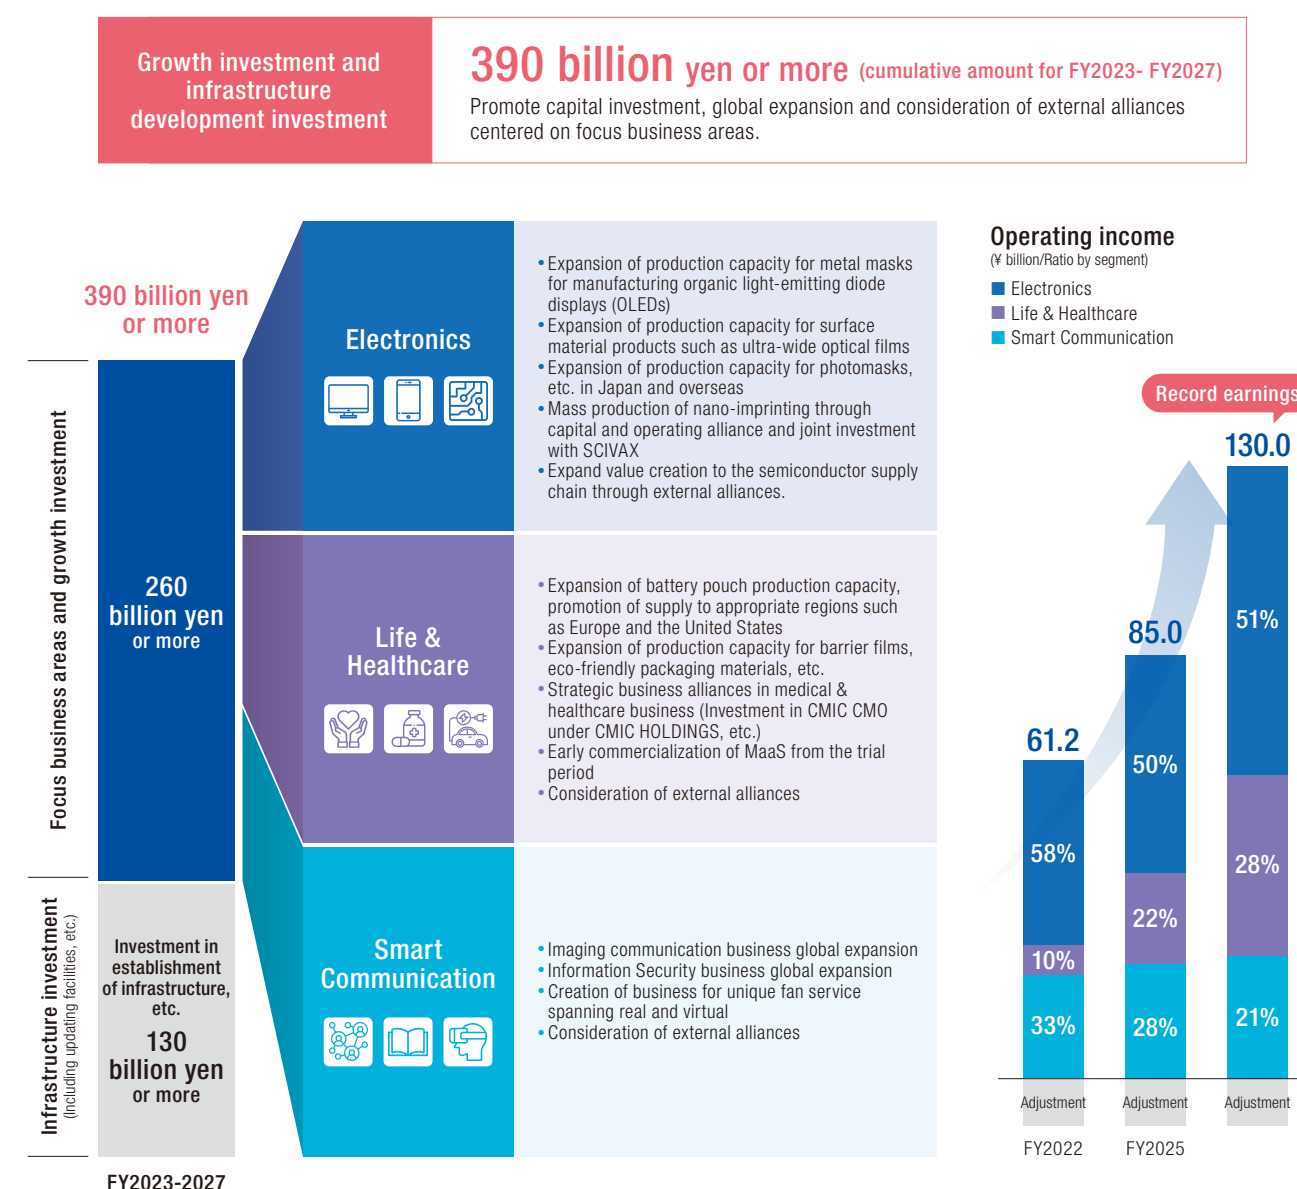 Growth investment and
infrastructure
development investment
390 billion yen or more (cumulative amount for FY2023- FY2027)
Promote capital investment, global expansion and consideration of external alliances
centered on focus business areas.
390 billion yen
or more
Focus business areas and growth investment
260
billion yen
or more
Infrastructure investment
(Including updating facilities, etc.)
Investment in
establishment
of infrastructure,
etc.
130
billion yen
or more
FY2023-2027
Electronics
•Expansion of production capacity for metal masks
for manufacturing organic light-emitting diode
displays (OLEDs)
•Expansion of production capacity for surface
material products such as ultra-wide optical films
•Expansion of production capacity for photomasks,
etc. in Japan and overseas
•Mass production of nano-imprinting through
capital and operating alliance and joint investment
with SCIVAX
•Expand value creation to the semiconductor supply
chain through external alliances.
Life &
Healthcare
•Expansion of battery pouch production capacity,
promotion of supply to appropriate regions such
as Europe and the United States
•Expansion of production capacity for barrier films,
eco-friendly packaging materials, etc.
•Strategic business alliances in medical &
healthcare business (Investment in CMIC CMO
under CMIC HOLDINGS, etc.)
•Early commercialization of MaaS from the trial
period
•Consideration of external alliances
Smart
Communication
•Imaging communication business global expansion
•Information Security business global expansion
•Creation of business for unique fan service
spanning real and virtual
•Consideration of external alliances
Operating income
(¥ billion/Ratio by segment)
Electronics
Life & Healthcare
Smart Communication
Record earnings
61.2
58%
10%
33%
Adjustment
FY2022
85.0
50%
22%
28%
Adjustment
FY2025
130.0
51%
28%
21%
Adjustment